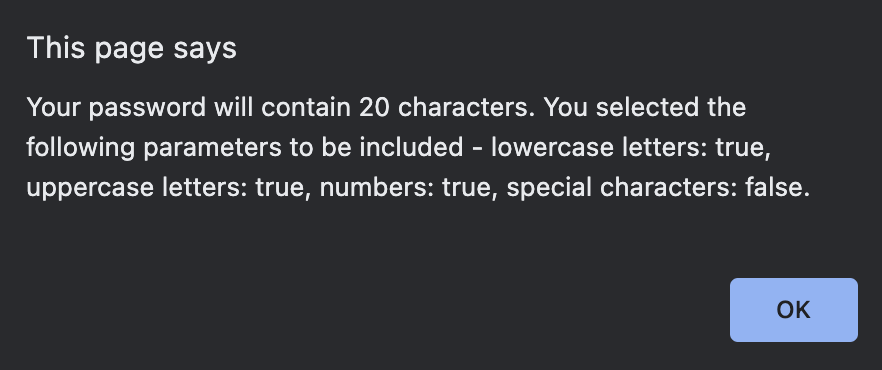 This page says
Your password will contain 20 characters. You selected the
following parameters to be included - lowercase letters: true,
uppercase letters: true, numbers: true, special characters: false.
OK